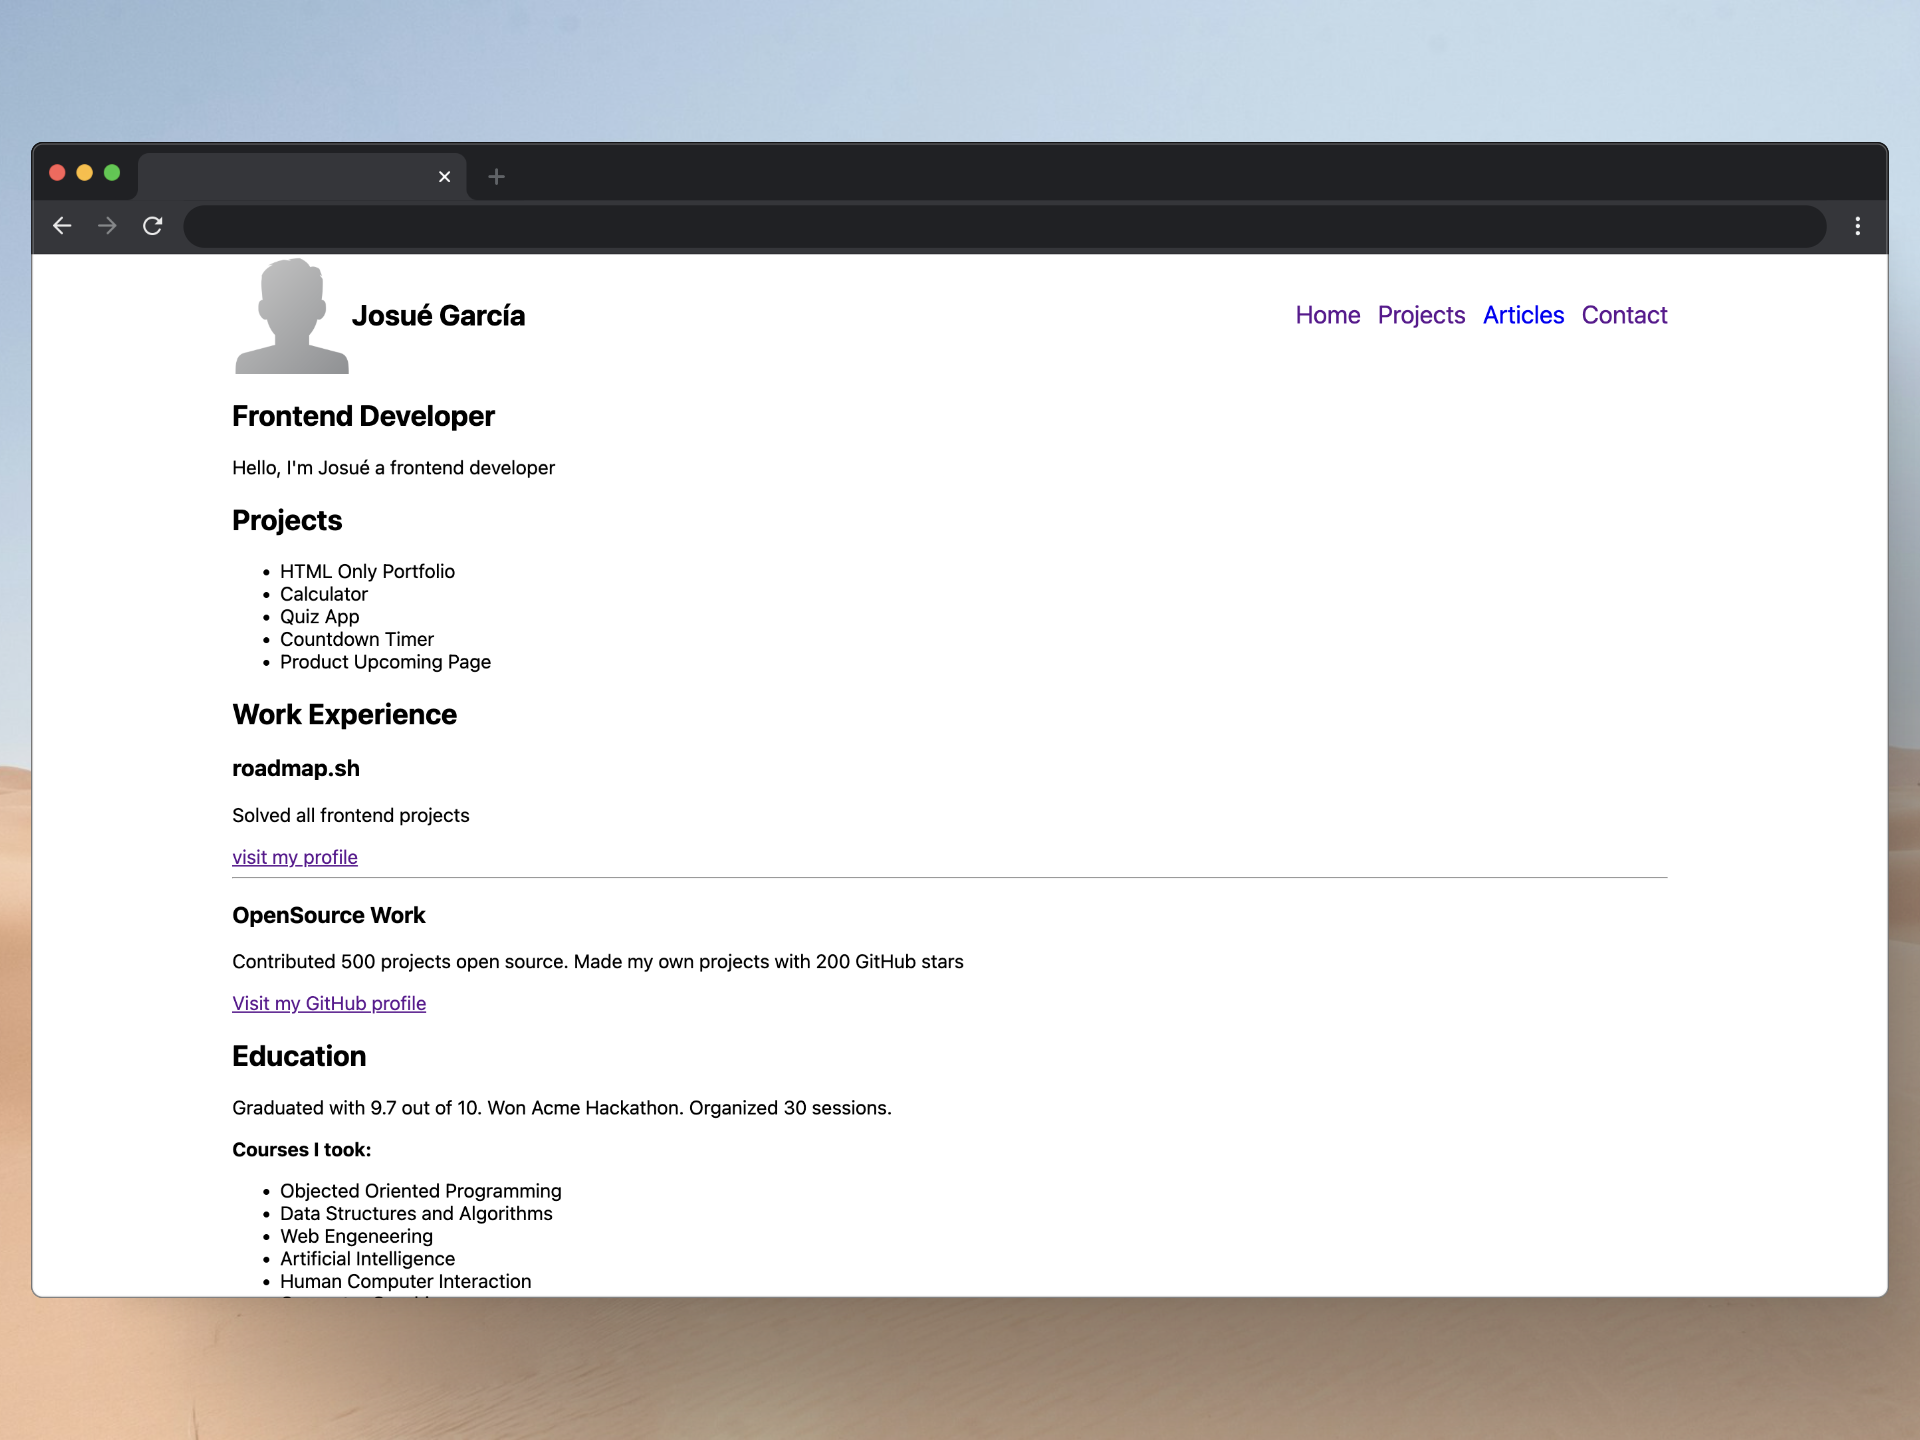 Josué García
Home Projects Articles Contact
Frontend Developer
Hello, I'm Josué a frontend developer
Projects
• HTML Only Portfolio
• Calculator
• Quiz App
• Countdown Timer
• Product Upcoming Page
Work Experience
roadmap.sh
Solved all frontend projects
visit my profile
OpenSource Work
Contributed 500 projects open source. Made my own projects with 200 GitHub stars
Visit my GitHub profile
Education
Graduated with 9.7 out of 10. Won Acme Hackathon. Organized 30 sessions.
Courses I took:
• Objected Oriented Programming
• Data Structures and Algorithms
• Web Engeneering
• Artificial Intelligence
• Human Computer Interaction